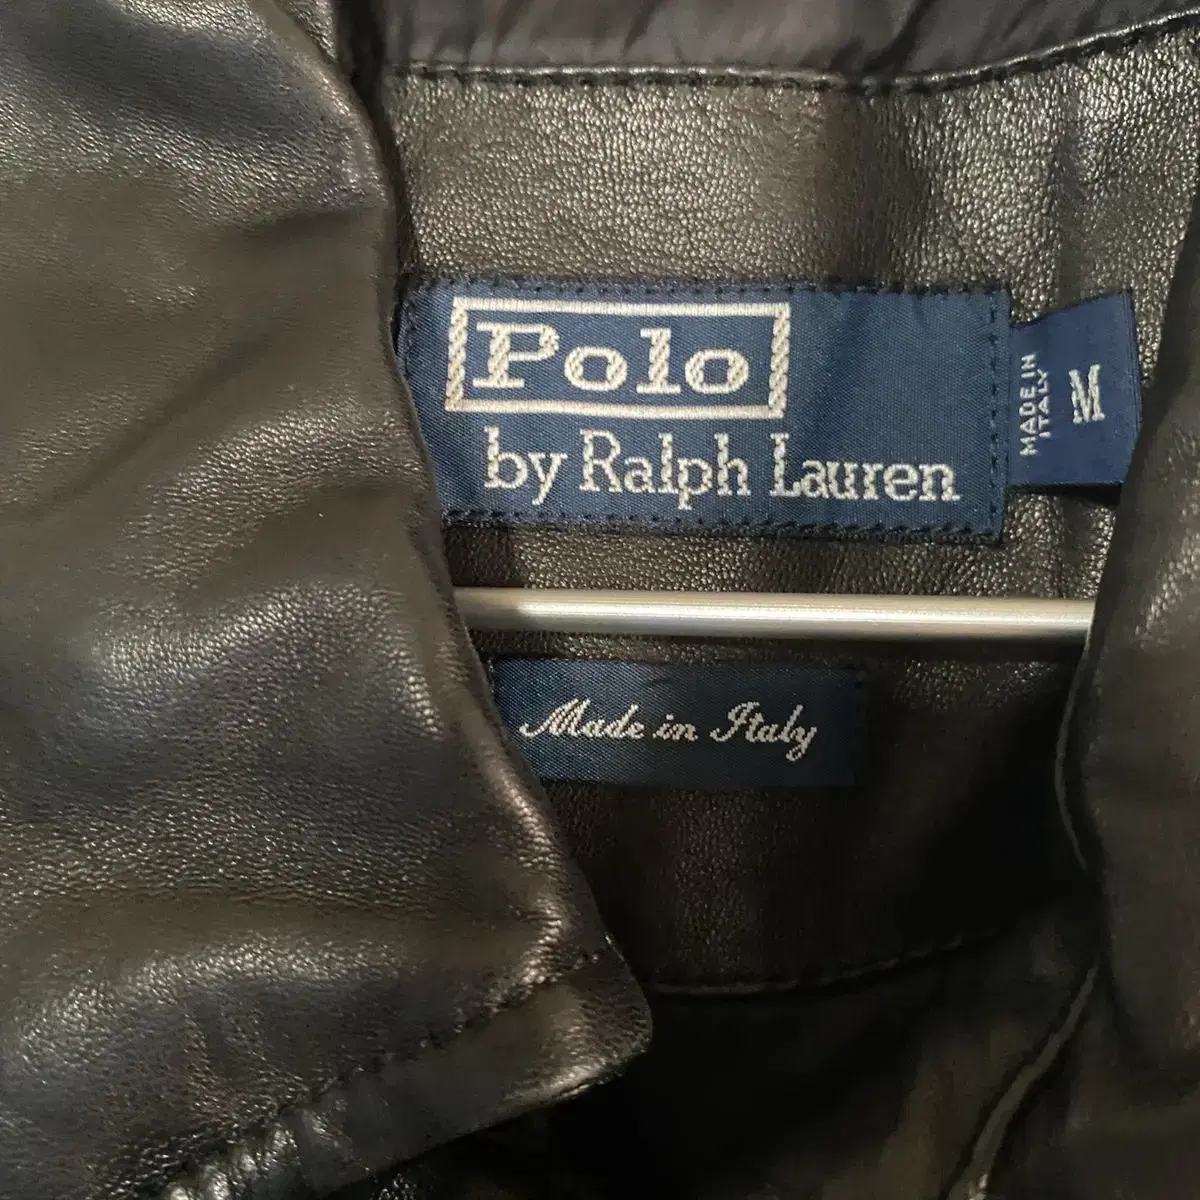 Polo
by Ralph Lauren
MADE IN
ITALY
M
Made in Italy